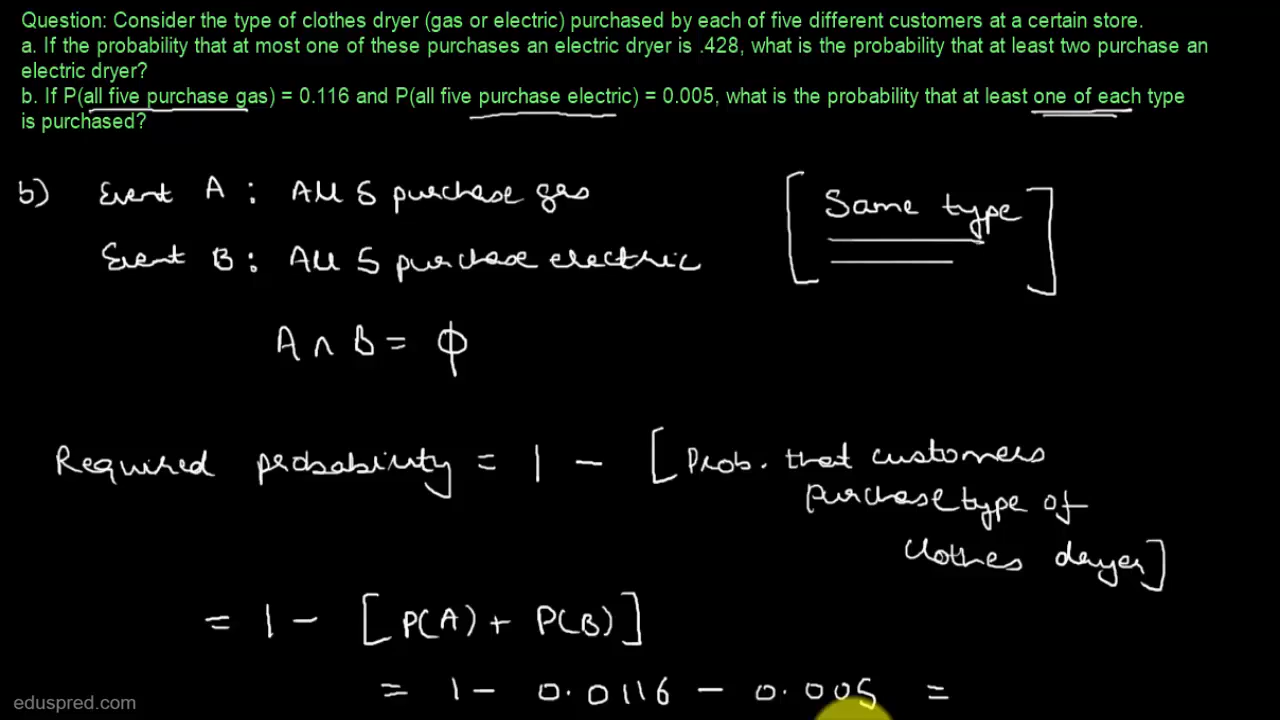 Question: Consider the type of clothes dryer (gas or electric) purchased by each of five different customers at a certain store.
a. If the probability that at most one of these purchases an electric dryer is .428, what is the probability that at least two purchase an
electric dryer?
b. If P(all five purchase gas) = 0.116 and P(all five purchase electric) = 0.005, what is the probability that at least one of each type
is purchased?
b) Event A : All 5 purchase gas
Event B : All 5 purchase electric
[Same type]
A ∩ B = ϕ
Required probability = 1 - [Prob. that customers
purchase type of
clothes dryer]
= 1 - [P(A) + P(B)]
= 1 - 0.0116 - 0.005 =
eduspred.com